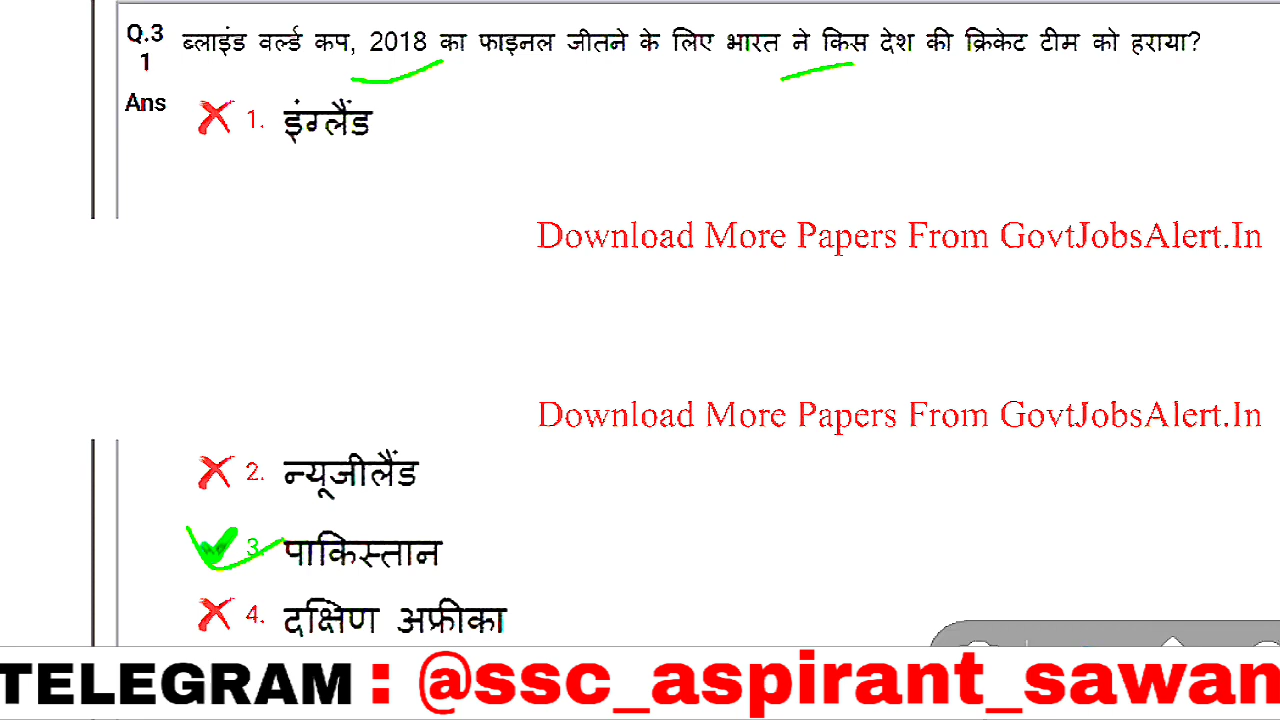 Q.3 ब्लाइंड वर्ल्ड कप, 2018 का फाइनल जीतने के लिए भारत ने किस देश की क्रिकेट टीम को हराया?
1
Ans
1. इंग्लैंड
Download More Papers From GovtJobsAlert.In
Download More Papers From GovtJobsAlert.In
2. न्यूजीलैंड
3. पाकिस्तान
4. दक्षिण अफ्रीका
TELEGRAM : @ssc_aspirant_sawan